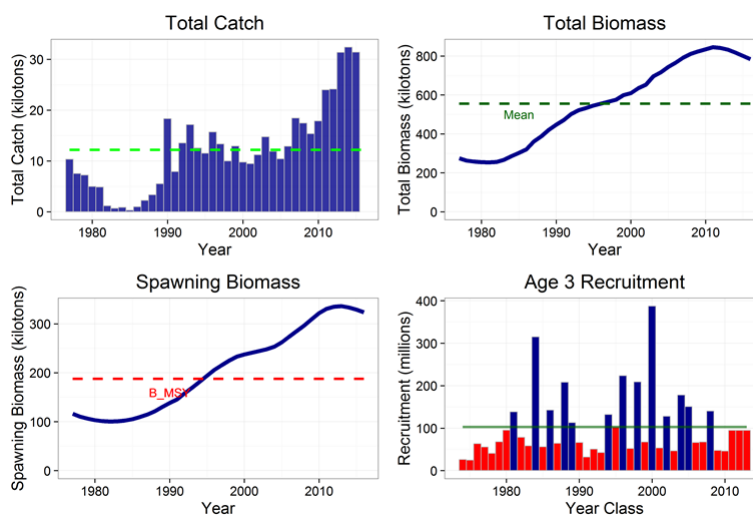 Total Catch
Total Catch (kilotons)
30
20
10
0
1980
1990
2000
2010
Year
Total Biomass
Total Biomass (kilotons)
800
600
400
200
0
Mean
1980
1990
2000
2010
Year
Spawning Biomass
Spawning Biomass (kilotons)
300
200
100
0
B_MSY
1980
1990
2000
2010
Year
Age 3 Recruitment
Recruitment (millions)
400
300
200
100
0
1980
1990
2000
2010
Year Class